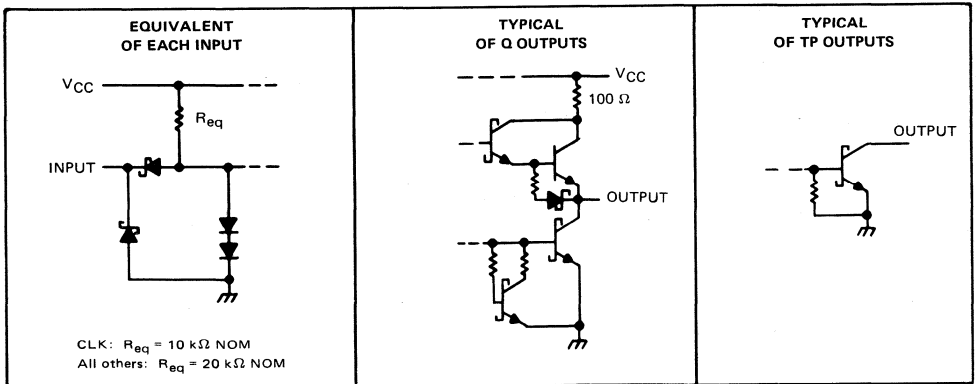 EQUIVALENT
OF EACH INPUT
VCC
Req
INPUT
CLK: Req = 10 kΩ NOM
All others: Req = 20 kΩ NOM
TYPICAL
OF Q OUTPUTS
VCC
100 Ω
OUTPUT
TYPICAL
OF TP OUTPUTS
OUTPUT